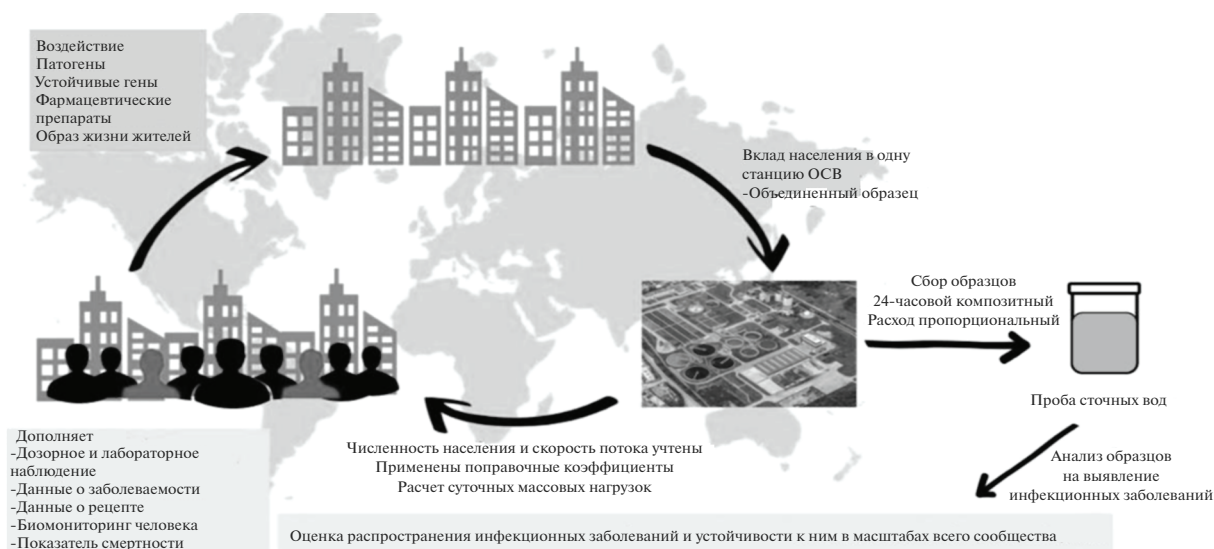 Воздействие
Патогены
Устойчивые гены
Фармацевтические
препараты
Образ жизни жителей
Вклад населения в одну
станцию ОСВ
-Объединенный образец
Сбор образцов
24-часовой композитный
Расход пропорциональный
Проба сточных вод
Анализ образцов
на выявление
инфекционных заболеваний
Численность населения и скорость потока учтены
Применены поправочные коэффициенты
Расчет суточных массовых нагрузок
Дополняет
-Дозорное и лабораторное
наблюдение
-Данные о заболеваемости
-Данные о рецепте
-Биомониторинг человека
-Показатель смертности
Оценка распространения инфекционных заболеваний и устойчивости к ним в масштабах всего сообщества